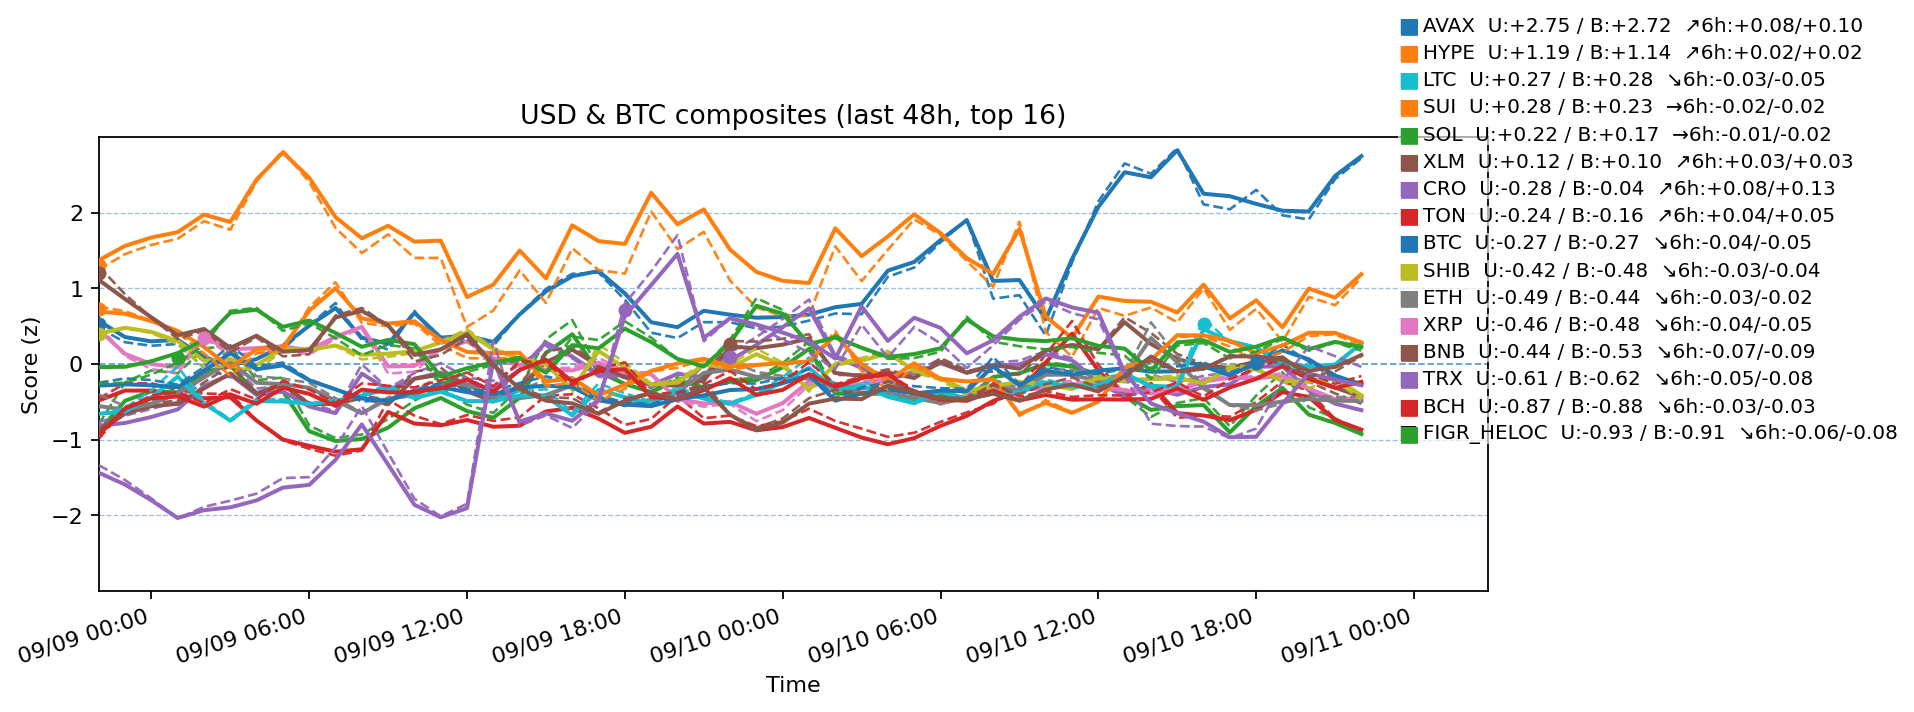 AVAX  U:+2.75 / B:+2.72  ↗6h:+0.08/+0.10
HYPE  U:+1.19 / B:+1.14  ↗6h:+0.02/+0.02
LTC  U:+0.27 / B:+0.28  ↘6h:-0.03/-0.05
SUI  U:+0.28 / B:+0.23  →6h:-0.02/-0.02
SOL  U:+0.22 / B:+0.17  →6h:-0.01/-0.02
XLM  U:+0.12 / B:+0.10  ↗6h:+0.03/+0.03
CRO  U:-0.28 / B:-0.04  ↗6h:+0.08/+0.13
TON  U:-0.24 / B:-0.16  ↗6h:+0.04/+0.05
BTC  U:-0.27 / B:-0.27  ↘6h:-0.04/-0.05
SHIB  U:-0.42 / B:-0.48  ↘6h:-0.03/-0.04
ETH  U:-0.49 / B:-0.44  ↘6h:-0.03/-0.02
XRP  U:-0.46 / B:-0.48  ↘6h:-0.04/-0.05
BNB  U:-0.44 / B:-0.53  ↘6h:-0.07/-0.09
TRX  U:-0.61 / B:-0.62  ↘6h:-0.05/-0.08
BCH  U:-0.87 / B:-0.88  ↘6h:-0.03/-0.03
FIGR_HELOC  U:-0.93 / B:-0.91  ↘6h:-0.06/-0.08
USD & BTC composites (last 48h, top 16)
Score (z)
2
1
0
−1
−2
09/09 00:00
09/09 06:00
09/09 12:00
09/09 18:00
09/10 00:00
09/10 06:00
09/10 12:00
09/10 18:00
09/11 00:00
Time